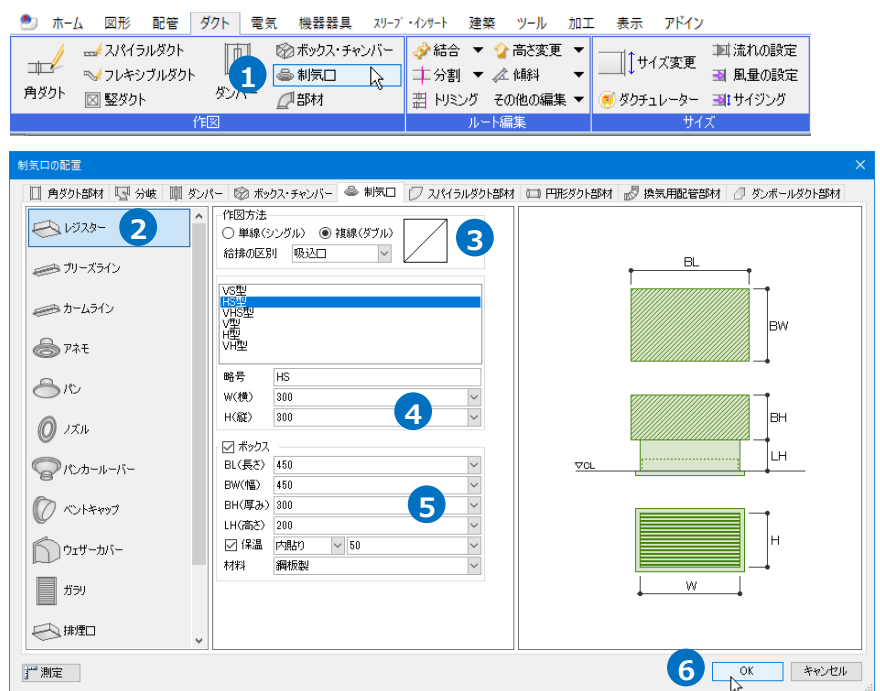 ホーム 図形 配管 ダクト 電気 機器器具 スリーブ・インサート 建築 ツール 加工 表示 アドイン
スパイラルダクト ボックス・チャンバー 結合 高さ変更 流れの設定
フレキシブルダクト 1 制気口 分割 傾斜 サイズ変更 風量の設定
角ダクト 竪ダクト ダンパー 部材 トリミング その他の編集 ダクチュレーター サイジング
作図 ルート編集 サイズ
制気口の配置
角ダクト部材 分岐 ダンパー ボックス・チャンバー 制気口 スパイラルダクト部材 円形ダクト部材 換気用配管部材 ダンボールダクト部材
レジスター 2
ブリーズライン
カームライン
アネモ
パン
ノズル
パンカールーバー
ベントキャップ
ウェザーカバー
ガラリ
排煙口
作図方法
単線(シングル) 複線(ダブル) 3
給排の区別 吸込口
VS型
HS型
VHS型
V型
H型
VH型
略号 HS
W(横) 300
H(縦) 300
4
ボックス
BL(長さ) 450
BW(幅) 450
BH(厚み) 300
LH(高さ) 200
5
保温 内貼り 50
材料 鋼板製
BL
BW
BH
LH
▽CL
H
W
測定
6 OK キャンセル